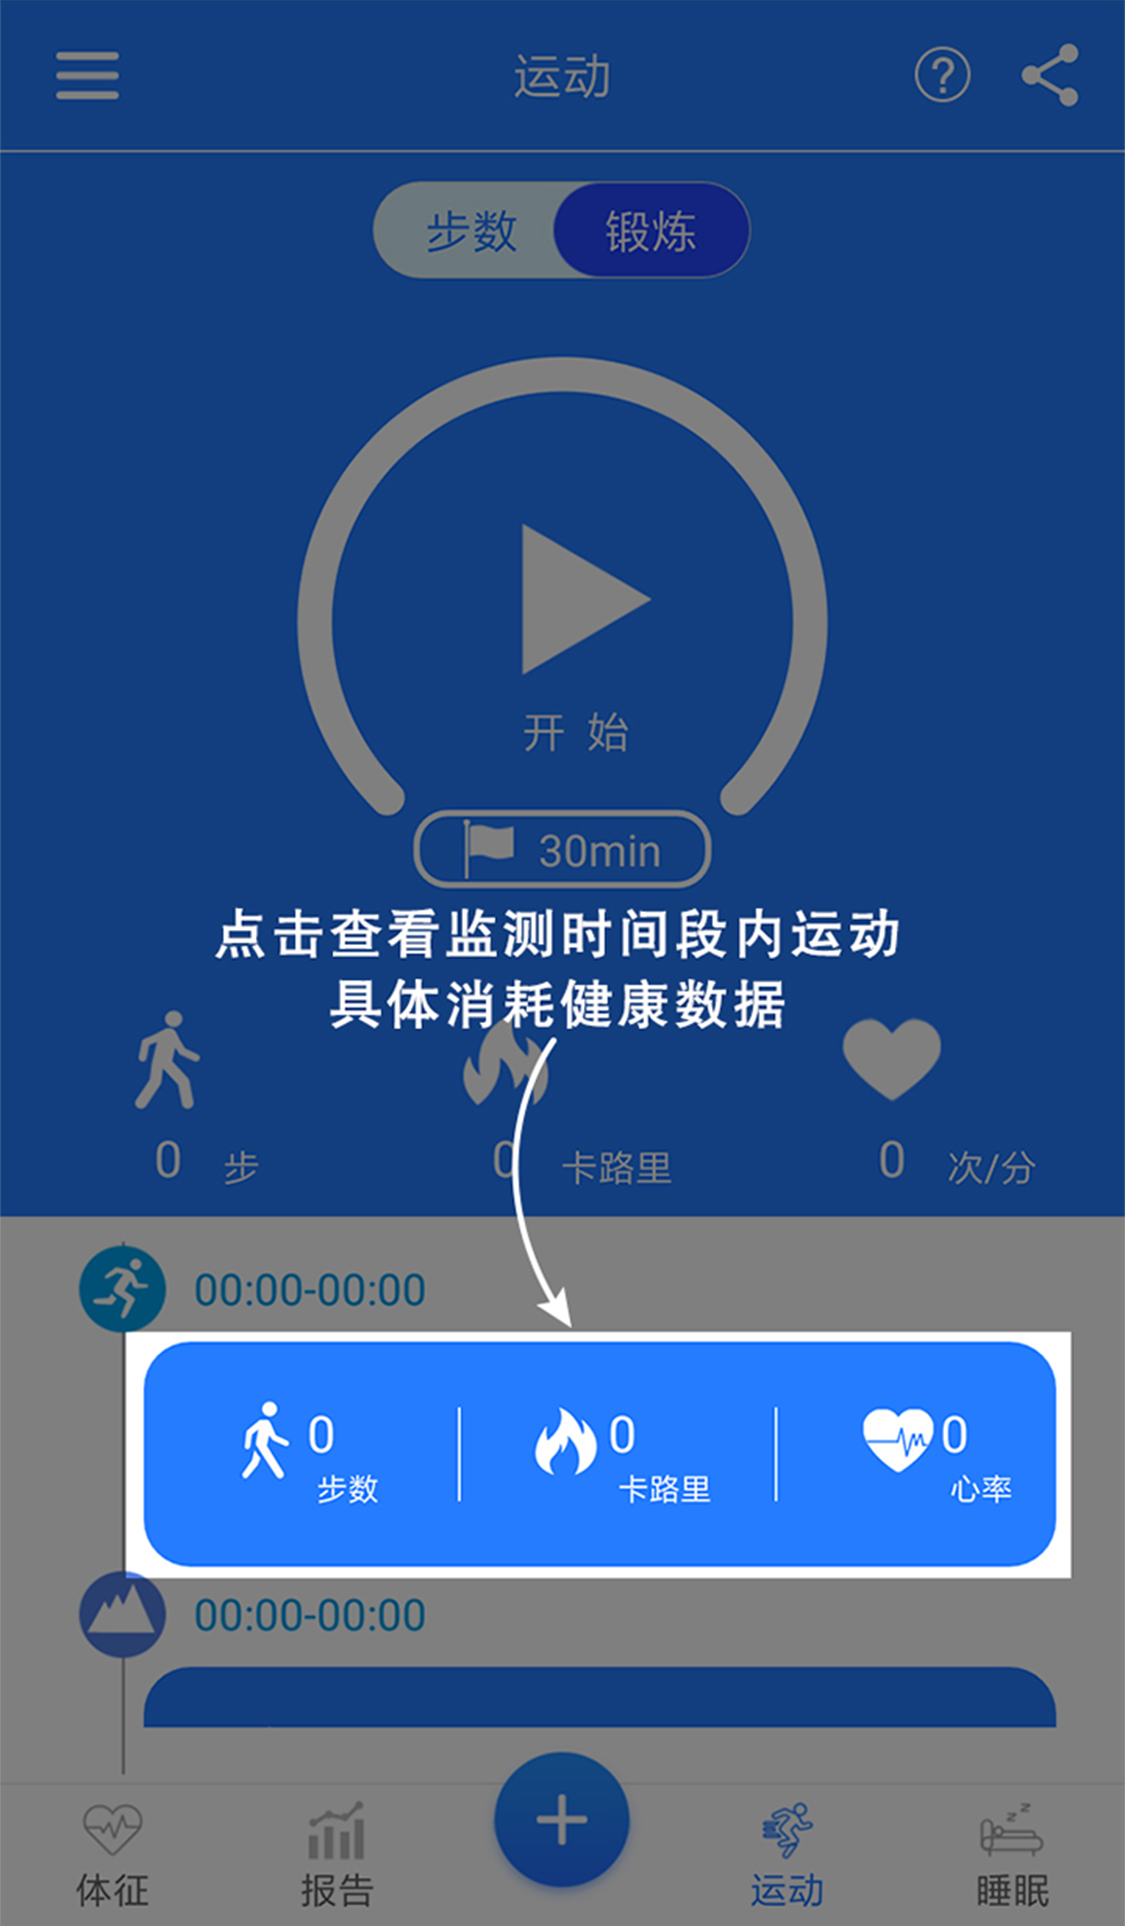 运动
步数 锻炼
开 始
30min
点击查看监测时间段内运动
具体消耗健康数据
0 步 0 卡路里 0 次/分
00:00-00:00
0 0 0
步数 卡路里 心率
00:00-00:00
体征 报告 运动 睡眠